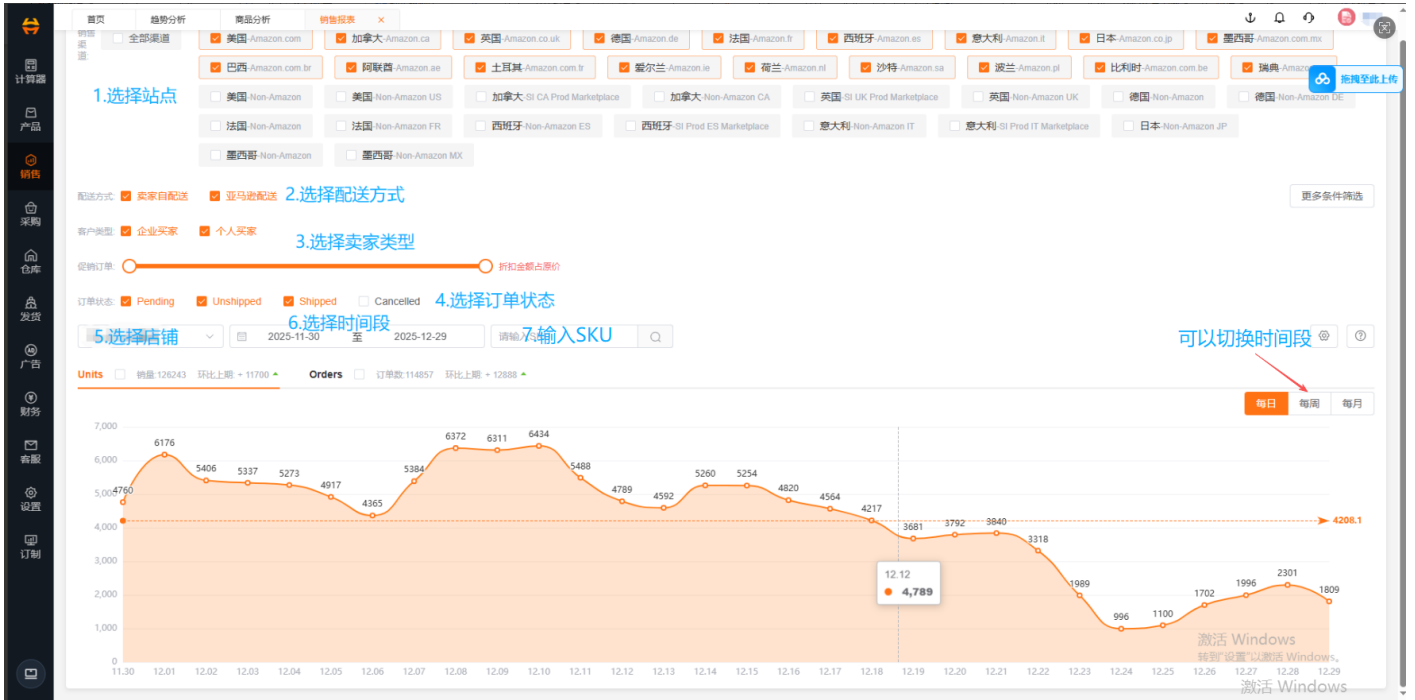 首页 趋势分析 商品分析 销售报表 ×
销售渠道: 全部渠道 美国-Amazon.com 加拿大-Amazon.ca 英国-Amazon.co.uk 德国-Amazon.de 法国-Amazon.fr 西班牙-Amazon.es 意大利-Amazon.it 日本-Amazon.co.jp 墨西哥-Amazon.com.mx
巴西-Amazon.com.br 阿联酋-Amazon.ae 土耳其-Amazon.com.tr 爱尔兰-Amazon.ie 荷兰-Amazon.nl 沙特-Amazon.sa 波兰-Amazon.pl 比利时-Amazon.com.be 瑞典-Amazo
拖拽至此上传
1.选择站点
美国-Non-Amazon 美国-Non-Amazon US 加拿大-SI CA Prod Marketplace 加拿大-Non-Amazon CA 英国-SI UK Prod Marketplace 英国-Non-Amazon UK 德国-Non-Amazon 德国-Non-Amazon DE
法国-Non-Amazon 法国-Non-Amazon FR 西班牙-Non-Amazon ES 西班牙-SI Prod ES Marketplace 意大利-Non-Amazon IT 意大利-SI Prod IT Marketplace 日本-Non-Amazon JP
墨西哥-Non-Amazon 墨西哥-Non-Amazon MX
计算器
产品
销售
采购
仓库
发货
广告
财务
客服
设置
订制
配送方式: 卖家自配送 亚马逊配送 2.选择配送方式 更多条件筛选
客户类型: 企业买家 个人买家 3.选择卖家类型
促销订单: 折扣金额占原价
订单状态: Pending Unshipped Shipped Cancelled 4.选择订单状态
5.选择店铺 6.选择时间段 2025-11-30 至 2025-12-29 请输入 7.输入SKU
可以切换时间段
Units 销量:126243 环比上期: + 11700 Orders 订单数:114857 环比上期: + 12888
每日 每周 每月
7,000
6,000
5,000
4,000
3,000
2,000
1,000
0
4760 6176 5406 5337 5273 4917 4365 5384 6372 6311 6434 5488 4789 4592 5260 5254 4820 4564 4217 3681 3792 3840 3318 1989 996 1100 1702 1996 2301 1809
4208.1
12.12
4,789
11.30 12.01 12.02 12.03 12.04 12.05 12.06 12.07 12.08 12.09 12.10 12.11 12.12 12.13 12.14 12.15 12.16 12.17 12.18 12.19 12.20 12.21 12.22 12.23 12.24 12.25 12.26 12.27 12.28 12.29
激活 Windows
转到"设置"以激活 Windows。
激活 Windows